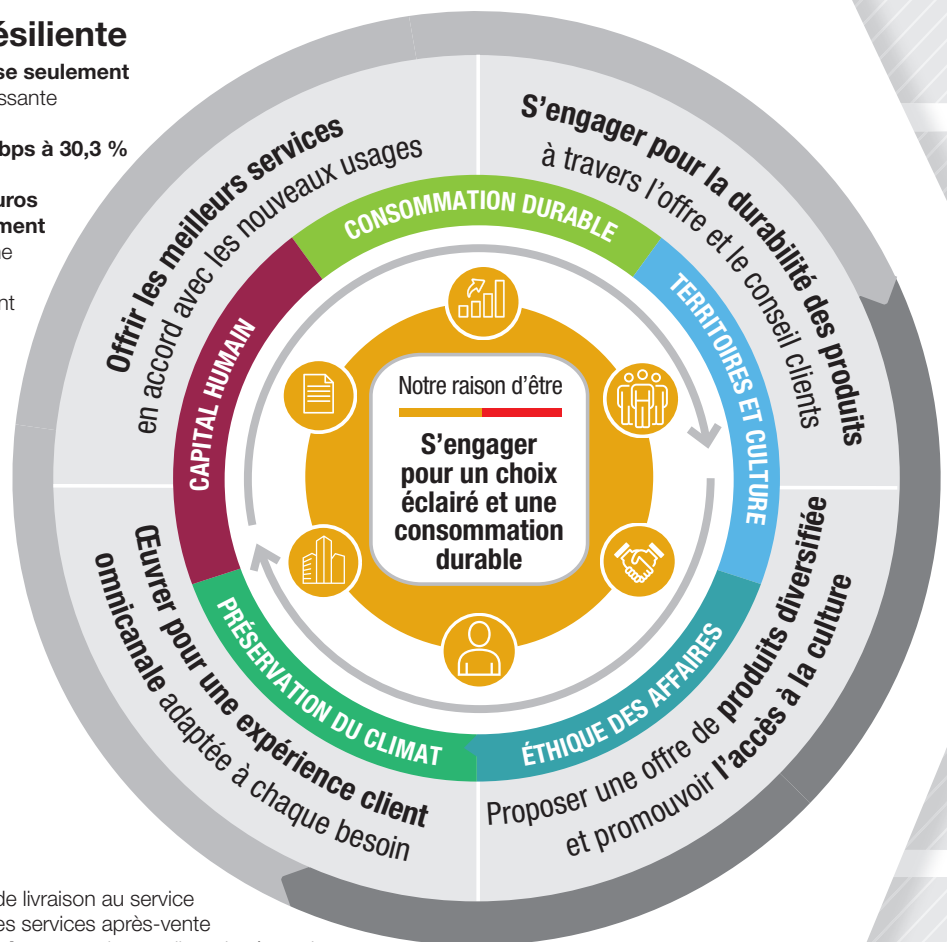 ésiliente
se seulement
ssante
bps à 30,3 %
uros
ment
ne
nt
Offrir les meilleurs services
en accord avec les nouveaux usages
S'engager pour la durabilité des produits
à travers l'offre et le conseil clients
CONSOMMATION DURABLE
TERRITOIRES ET CULTURE
CAPITAL HUMAIN
Notre raison d'être
S'engager
pour un choix
éclairé et une
consommation
durable
PRÉSERVATION DU CLIMAT
ÉTHIQUE DES AFFAIRES
Œuvrer pour une expérience client
omnicanale adaptée à chaque besoin
Proposer une offre de produits diversifiée
et promouvoir l'accès à la culture
de livraison au service
es services après-vente